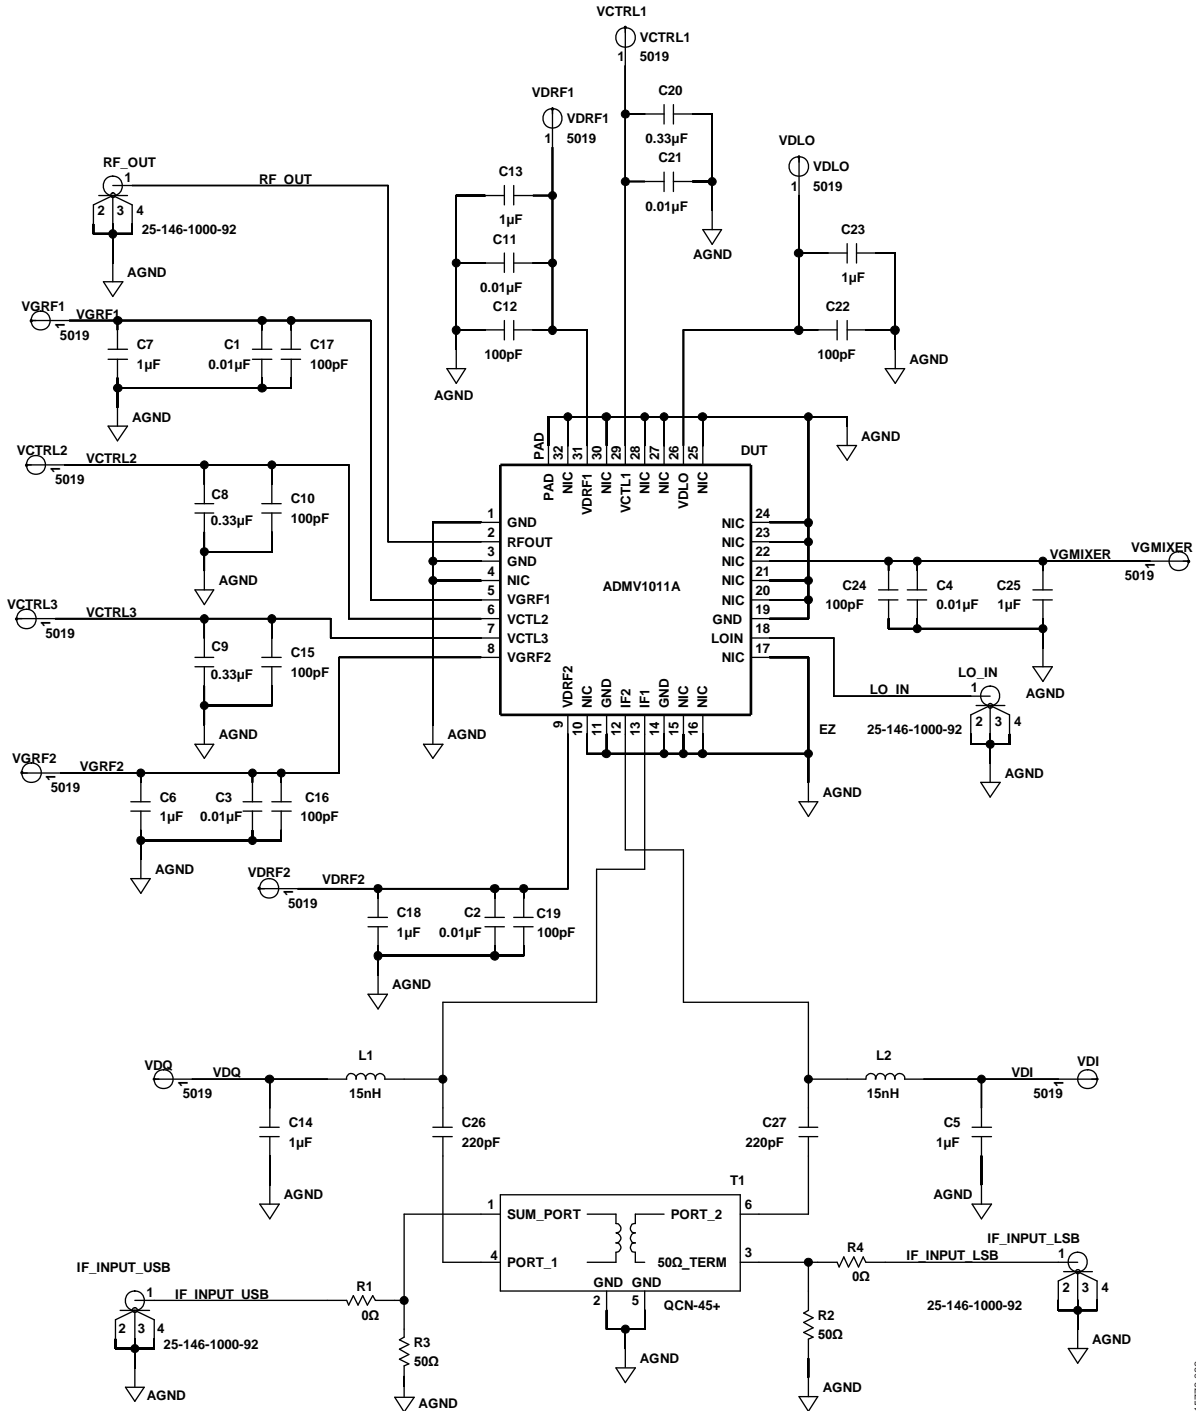 VCTRL1
VCTRL1
1
5019
VDRF1
VDRF1
1
5019
C20
0.33µF
C21
0.01µF
AGND
VDLO
VDLO
1
5019
RF_OUT
1
RF_OUT
2 3 4
25-146-1000-92
AGND
C13
1µF
C11
0.01µF
C12
100pF
AGND
C23
1µF
C22
100pF
AGND
VGRF1
VGRF1
1
5019
C7
1µF
C1
0.01µF
C17
100pF
AGND
VCTRL2
VCTRL2
1
5019
C8
0.33µF
C10
100pF
AGND
VCTRL3
VCTRL3
1
5019
C9
0.33µF
C15
100pF
AGND
VGRF2
VGRF2
1
5019
C6
1µF
C3
0.01µF
C16
100pF
AGND
PAD
32
31
30
29
28
27
26
25
DUT
AGND
PAD
NIC
VDRF1
NIC
VCTL1
NIC
NIC
VDLO
NIC
1 GND
2 RFOUT
3 GND
4 NIC
5 VGRF1
6 VCTL2
7 VCTL3
8 VGRF2
ADMV1011A
NIC 24
NIC 23
NIC 22
NIC 21
NIC 20
GND 19
LOIN 18
NIC 17
VDRF2
NIC
GND
IF2
IF1
GND
NIC
NIC
9
10
11
12
13
14
15
16
EZ
AGND
AGND
VGMIXER
VGMIXER
1
5019
C24
100pF
C4
0.01µF
C25
1µF
AGND
LO_IN
LO_IN
1
2 3 4
25-146-1000-92
AGND
VDRF2
VDRF2
1
5019
C18
1µF
C2
0.01µF
C19
100pF
AGND
VDQ
VDQ
1
5019
L1
15nH
C14
1µF
AGND
C26
220pF
L2
15nH
VDI
VDI
1
5019
C27
220pF
C5
1µF
AGND
T1
1 SUM_PORT
PORT_2 6
4 PORT_1
50Ω_TERM 3
GND GND
2 5
QCN-45+
AGND
IF_INPUT_USB
1
IF_INPUT_USB
2 3 4
25-146-1000-92
AGND
R1
0Ω
R3
50Ω
AGND
R4
0Ω
R2
50Ω
AGND
IF_INPUT_LSB
IF_INPUT_LSB
1
2 3 4
25-146-1000-92
AGND